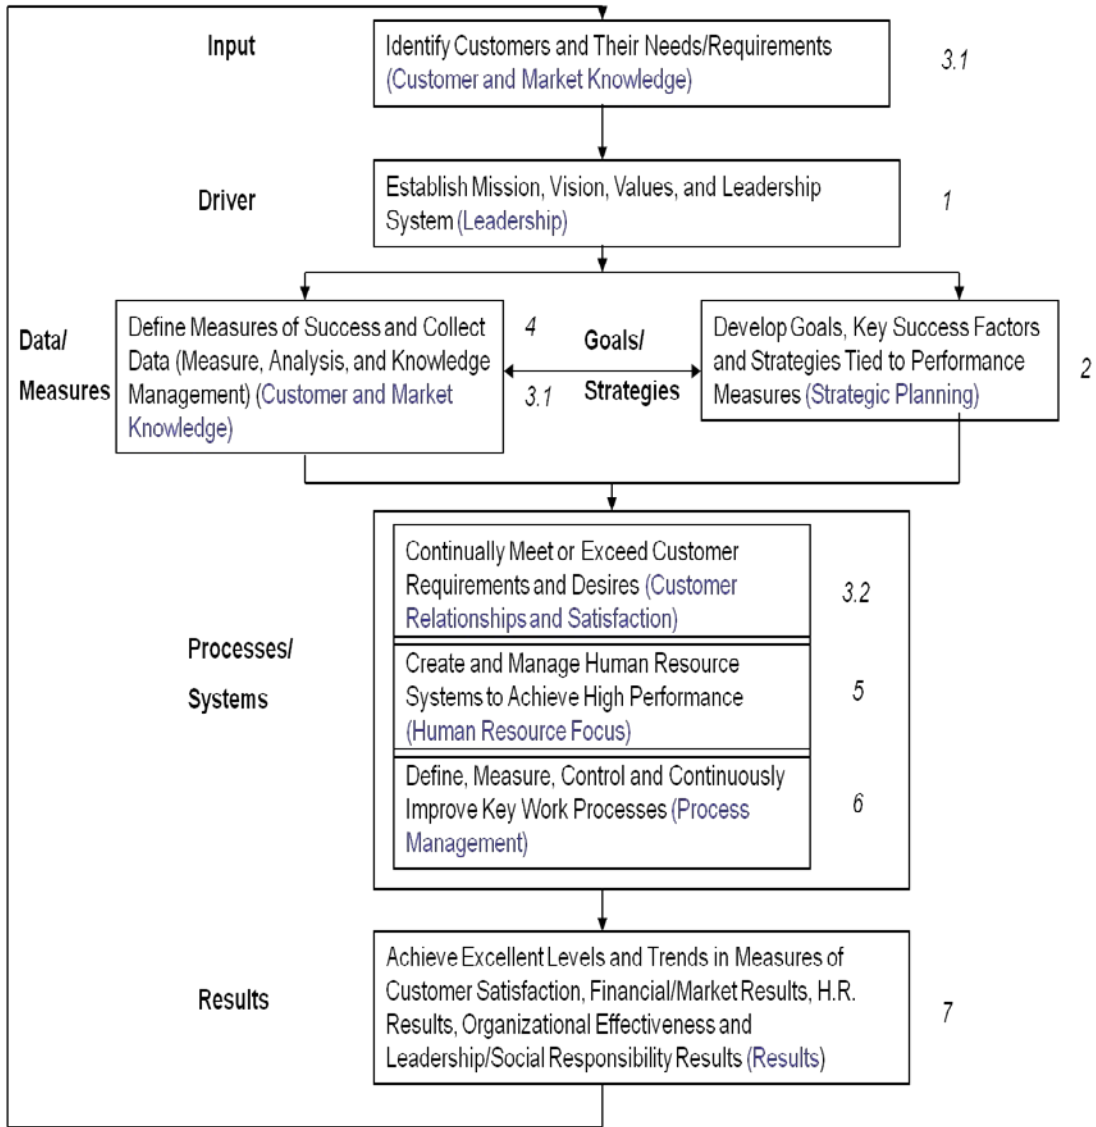 Input
Identify Customers and Their Needs/Requirements
(Customer and Market Knowledge)
3.1
Driver
Establish Mission, Vision, Values, and Leadership
System (Leadership)
1
Data/
Measures
Define Measures of Success and Collect
Data (Measure, Analysis, and Knowledge
Management) (Customer and Market
Knowledge)
4
3.1
Goals/
Strategies
Develop Goals, Key Success Factors
and Strategies Tied to Performance
Measures (Strategic Planning)
2
Processes/
Systems
Continually Meet or Exceed Customer
Requirements and Desires (Customer
Relationships and Satisfaction)
3.2
Create and Manage Human Resource
Systems to Achieve High Performance
(Human Resource Focus)
5
Define, Measure, Control and Continuously
Improve Key Work Processes (Process
Management)
6
Results
Achieve Excellent Levels and Trends in Measures of
Customer Satisfaction, Financial/Market Results, H.R.
Results, Organizational Effectiveness and
Leadership/Social Responsibility Results (Results)
7